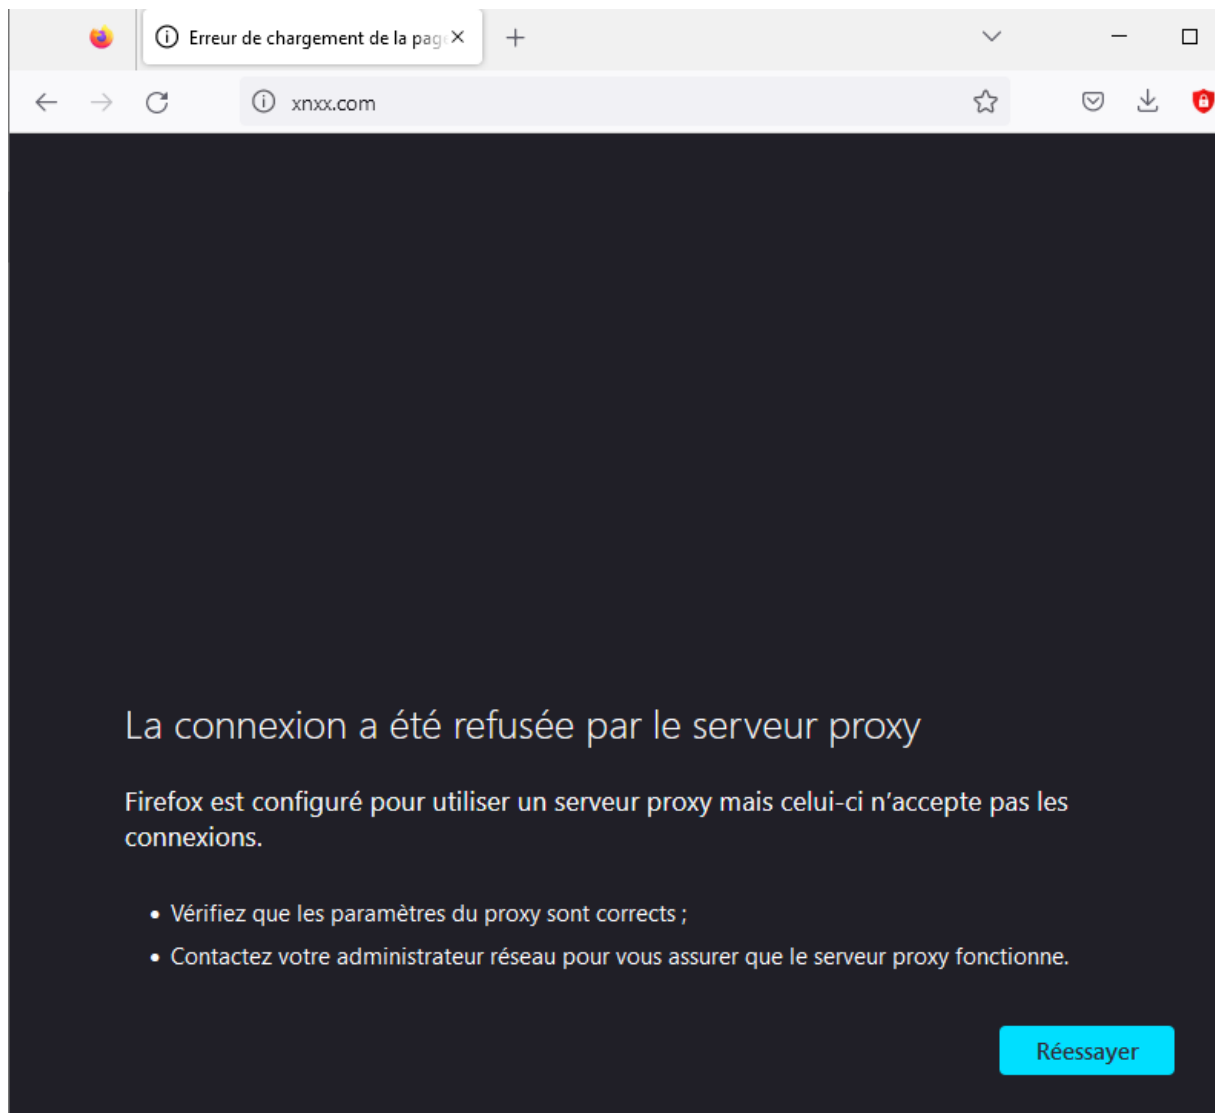 Erreur de chargement de la page
xnxx.com
La connexion a été refusée par le serveur proxy
Firefox est configuré pour utiliser un serveur proxy mais celui-ci n’accepte pas les
connexions.
• Vérifiez que les paramètres du proxy sont corrects ;
• Contactez votre administrateur réseau pour vous assurer que le serveur proxy fonctionne.
Réessayer